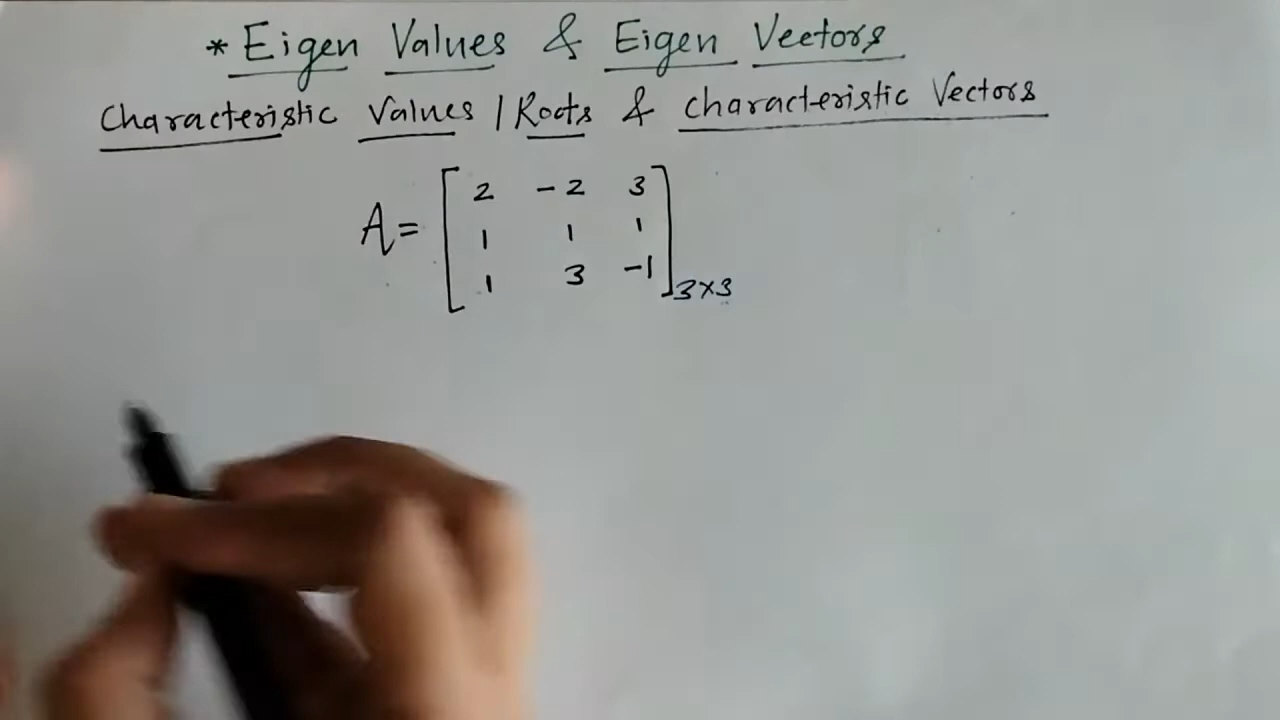 * Eigen Values & Eigen Vectors
Characteristic Values / Roots & characteristic Vectors
A = [ 2 -2 3
1 1 1
1 3 -1 ] 3×3